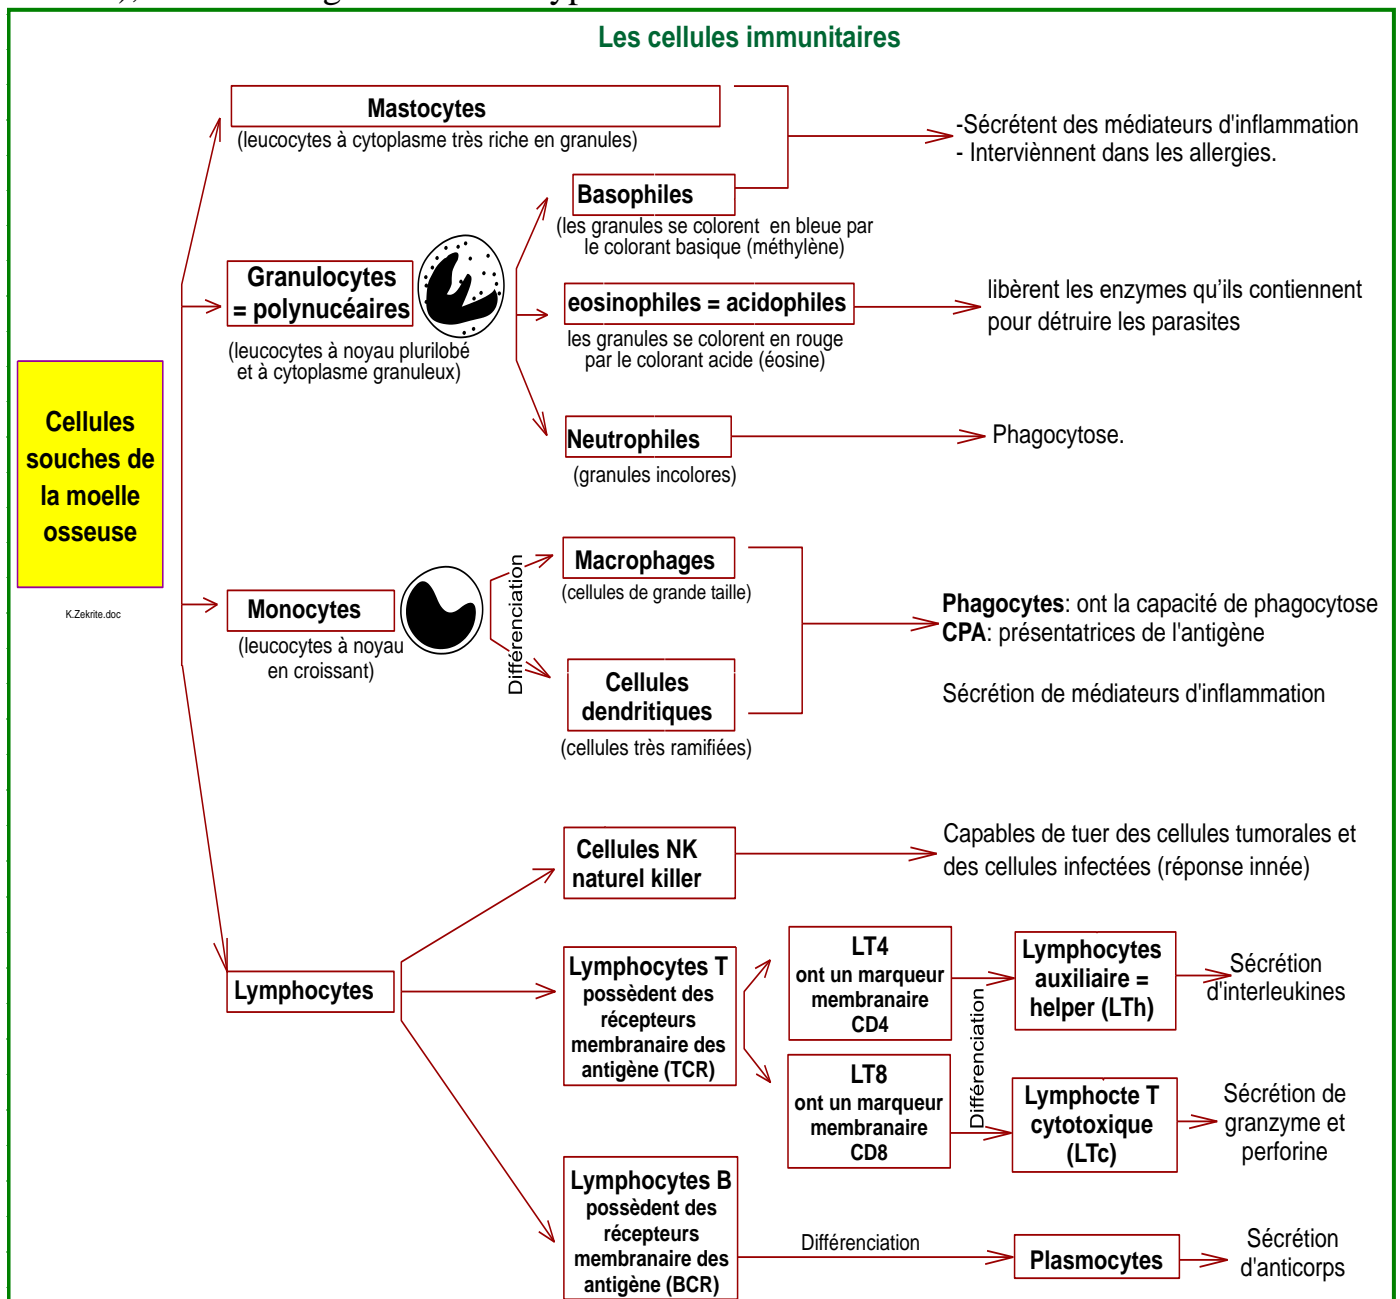 Les cellules immunitaires
Mastocytes
(leucocytes à cytoplasme très riche en granules)
-Sécrétent des médiateurs d'inflammation
- Interviènnent dans les allergies.
Basophiles
(les granules se colorent en bleue par
le colorant basique (méthylène)
Granulocytes
= polynucéaires
(leucocytes à noyau plurilobé
et à cytoplasme granuleux)
eosinophiles = acidophiles
les granules se colorent en rouge
par le colorant acide (éosine)
libèrent les enzymes qu'ils contiennent
pour détruire les parasites
Neutrophiles
(granules incolores)
Phagocytose.
Cellules
souches de
la moelle
osseuse
K.Zekrite.doc
Monocytes
(leucocytes à noyau
en croissant)
Différenciation
Macrophages
(cellules de grande taille)
Cellules
dendritiques
(cellules très ramifiées)
Phagocytes: ont la capacité de phagocytose
CPA: présentatrices de l'antigène
Sécrétion de médiateurs d'inflammation
Lymphocytes
Cellules NK
naturel killer
Capables de tuer des cellules tumorales et
des cellules infectées (réponse innée)
Lymphocytes T
possèdent des
récepteurs
membranaire des
antigène (TCR)
LT4
ont un marqueur
membranaire
CD4
Différenciation
Lymphocytes
auxiliaire =
helper (LTh)
Sécrétion
d'interleukines
LT8
ont un marqueur
membranaire
CD8
Lymphocte T
cytotoxique
(LTc)
Sécrétion de
granzyme et
perforine
Lymphocytes B
possèdent des
récepteurs
membranaire des
antigène (BCR)
Différenciation
Plasmocytes
Sécrétion
d'anticorps